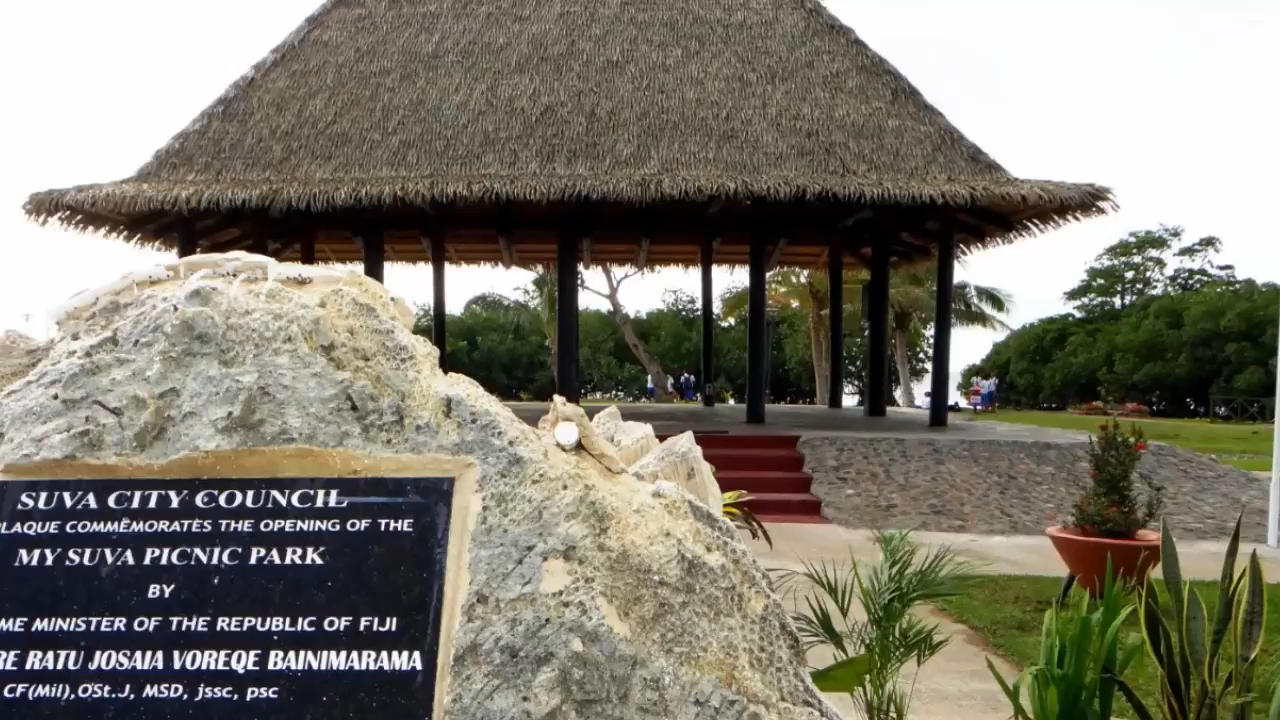 SUVA CITY COUNCIL
PLAQUE COMMEMORATES THE OPENING OF THE
MY SUVA PICNIC PARK
BY
ME MINISTER OF THE REPUBLIC OF FIJI
RE RATU JOSAIA VOREQE BAINIMARAMA
CF(Mil),OSt.J, MSD, jssc, psc